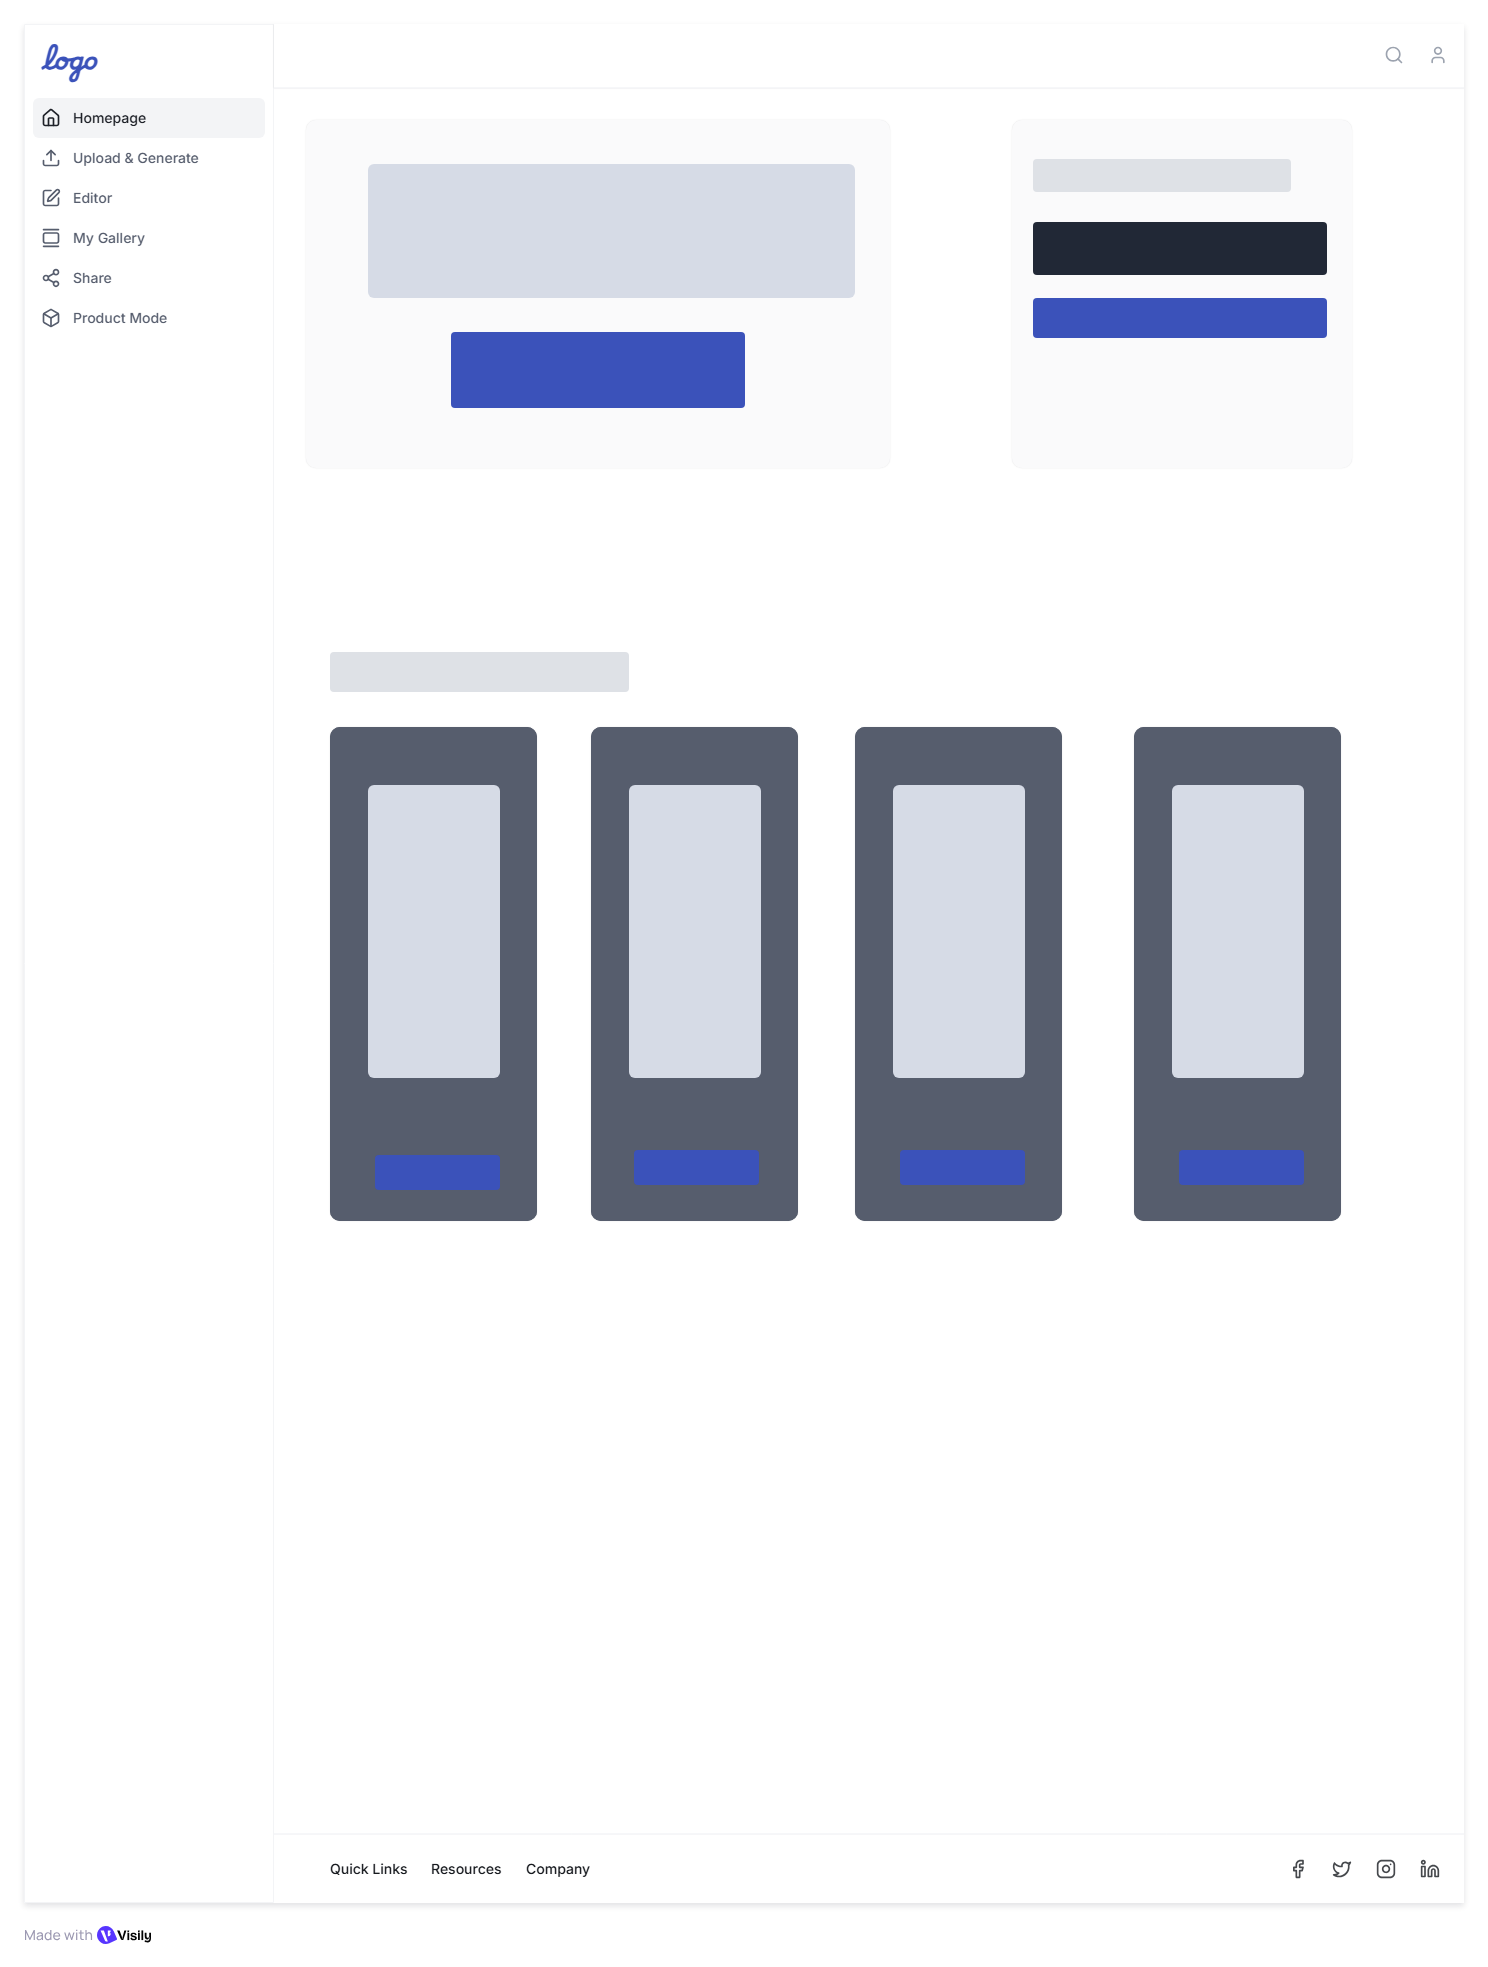 logo
Homepage
Upload & Generate
Editor
My Gallery
Share
Product Mode
Quick Links Resources Company
Made with Visily